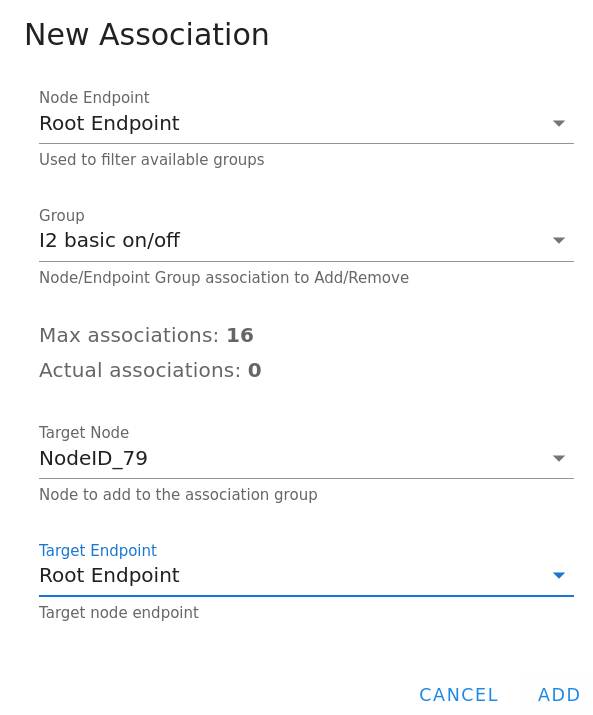 New Association
Node Endpoint
Root Endpoint
Used to filter available groups
Group
I2 basic on/off
Node/Endpoint Group association to Add/Remove
Max associations: 16
Actual associations: 0
Target Node
NodeID_79
Node to add to the association group
Target Endpoint
Root Endpoint
Target node endpoint
CANCEL ADD